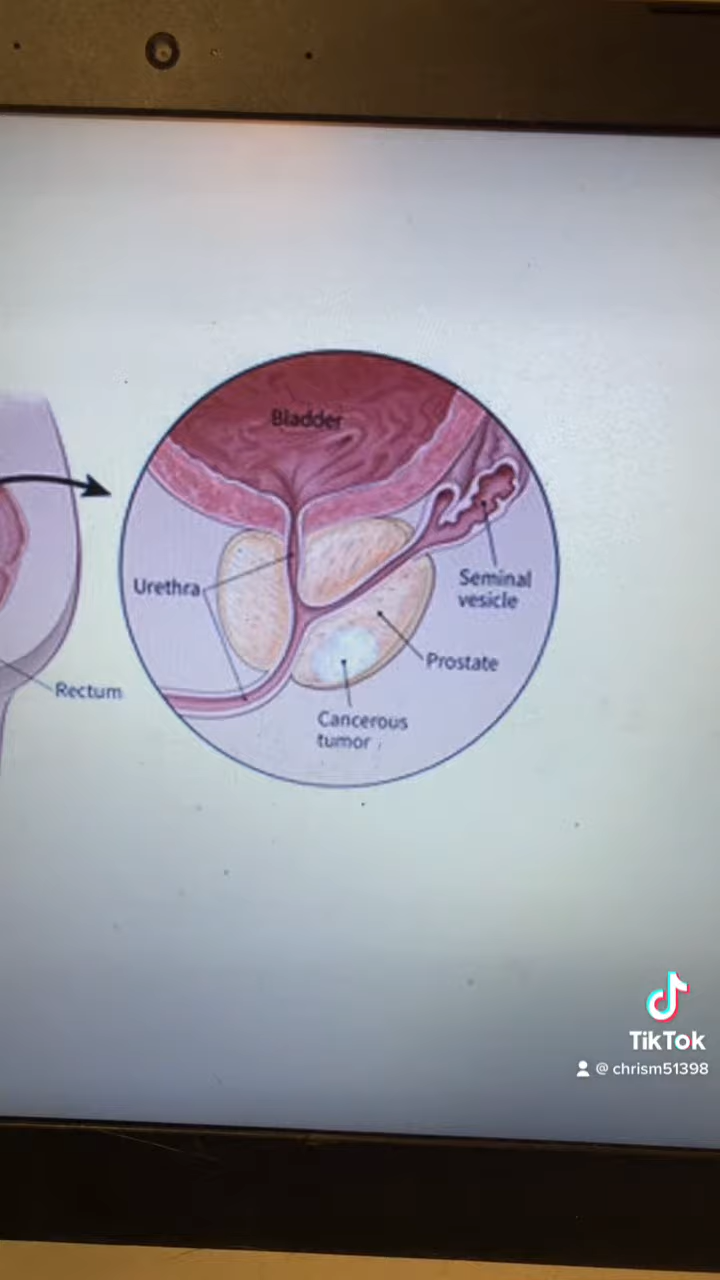 Bladder
Urethra
Seminal
vesicle
Prostate
Rectum
Cancerous
tumor
TikTok
@ chrism51398